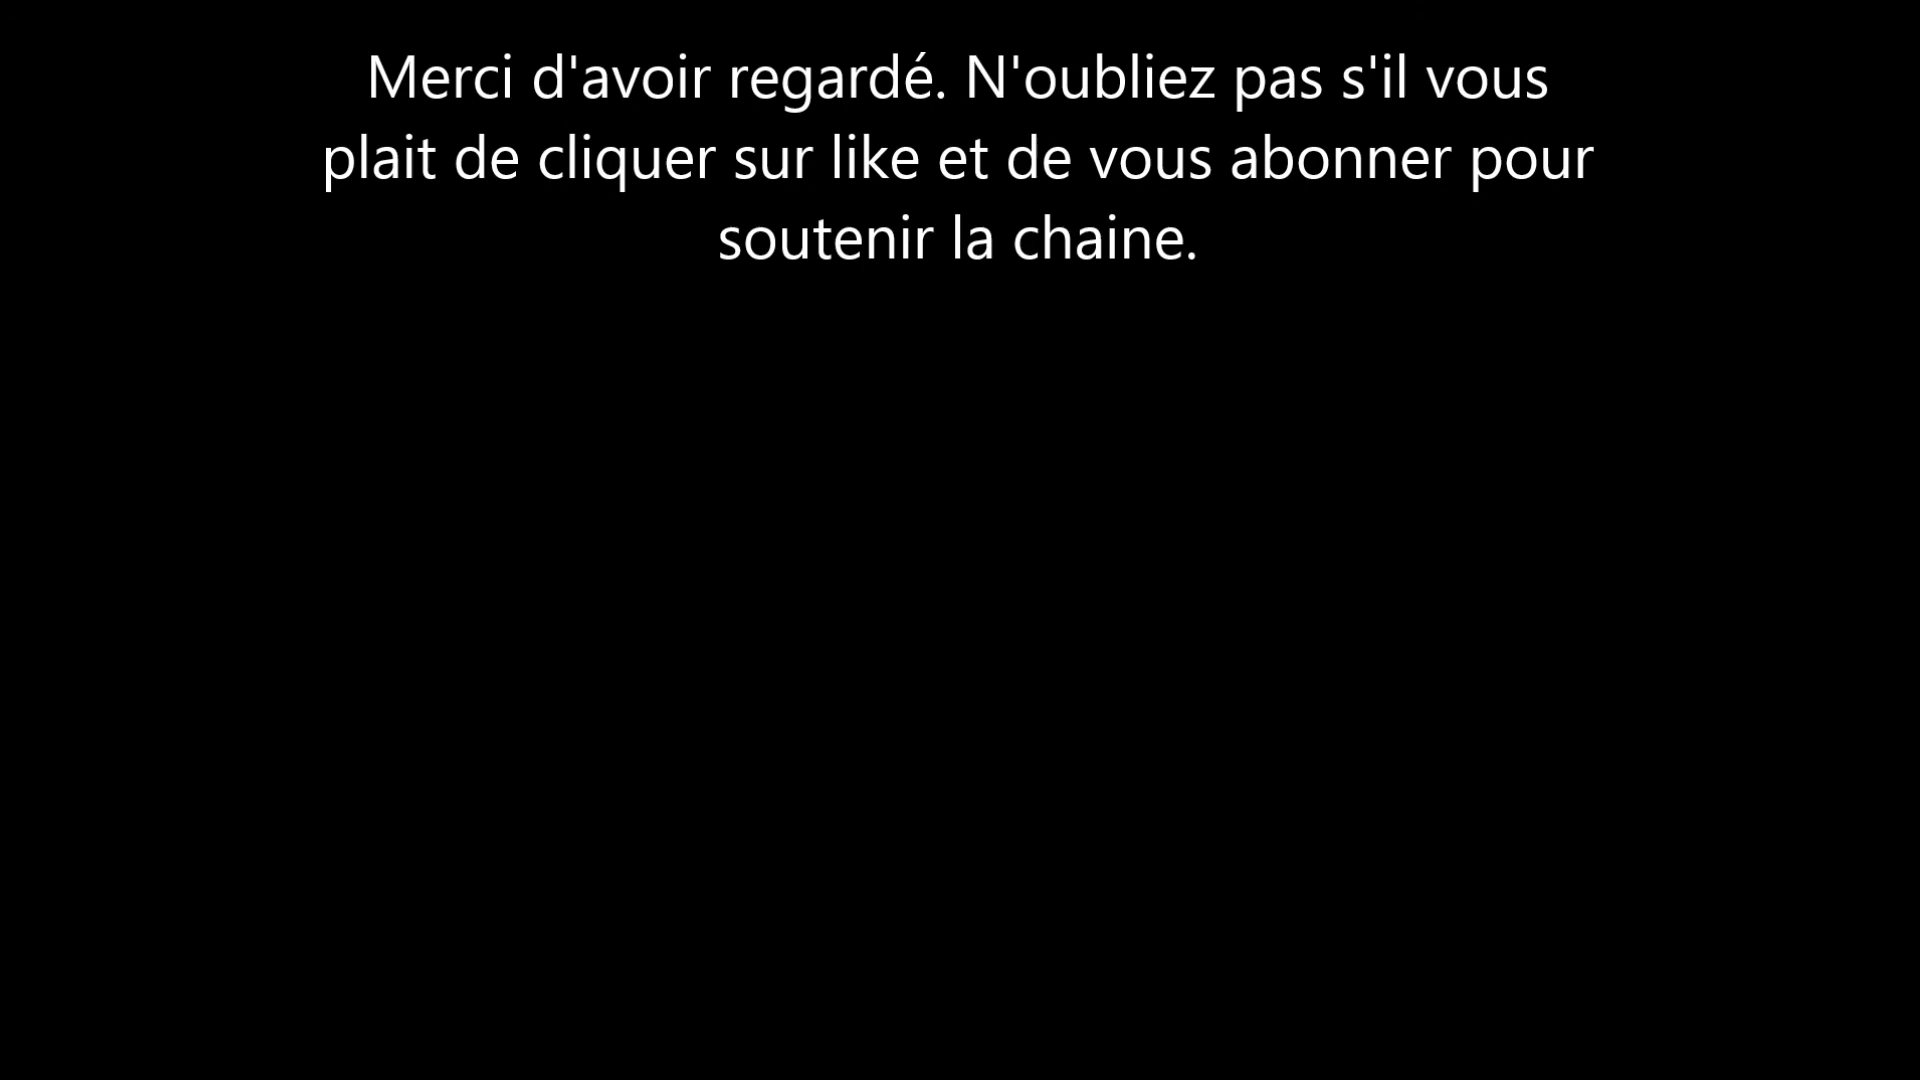 Merci d'avoir regardé. N'oubliez pas s'il vous
plait de cliquer sur like et de vous abonner pour
soutenir la chaine.